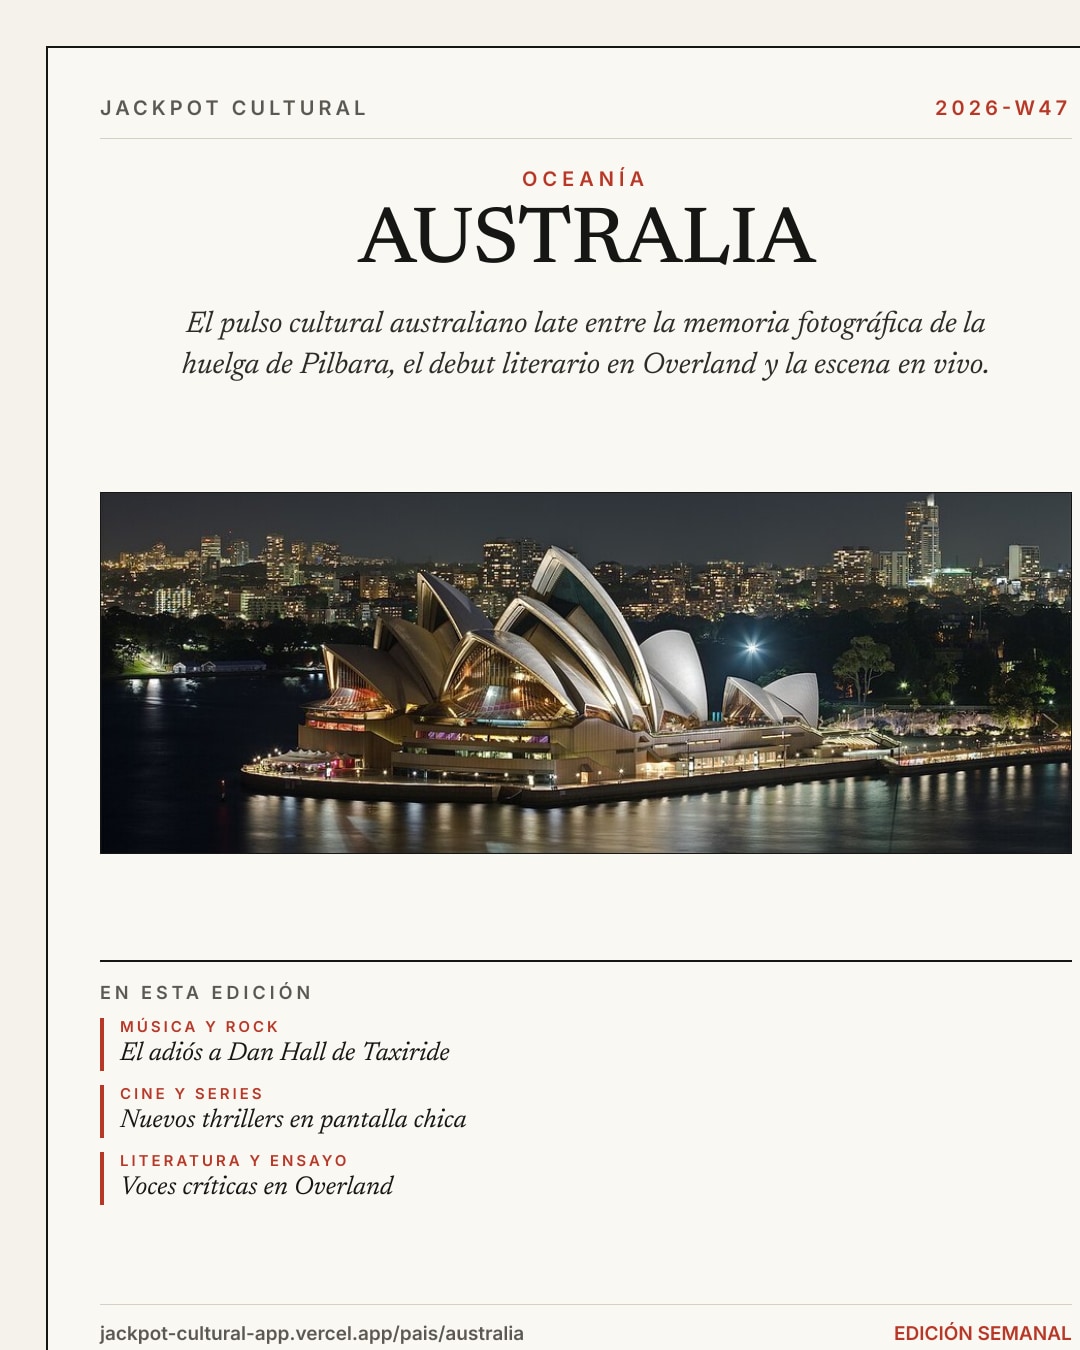 JACKPOT CULTURAL
2026-W47
OCEANÍA
AUSTRALIA
El pulso cultural australiano late entre la memoria fotográfica de la
huelga de Pilbara, el debut literario en Overland y la escena en vivo.
EN ESTA EDICIÓN
MÚSICA Y ROCK
El adiós a Dan Hall de Taxiride
CINE Y SERIES
Nuevos thrillers en pantalla chica
LITERATURA Y ENSAYO
Voces críticas en Overland
jackpot-cultural-app.vercel.app/pais/australia
EDICIÓN SEMANAL